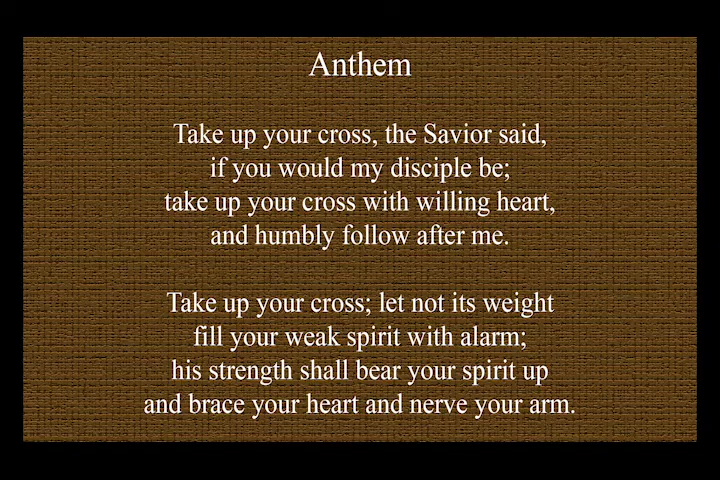 Anthem
Take up your cross, the Savior said,
if you would my disciple be;
take up your cross with willing heart,
and humbly follow after me.
Take up your cross; let not its weight
fill your weak spirit with alarm;
his strength shall bear your spirit up
and brace your heart and nerve your arm.